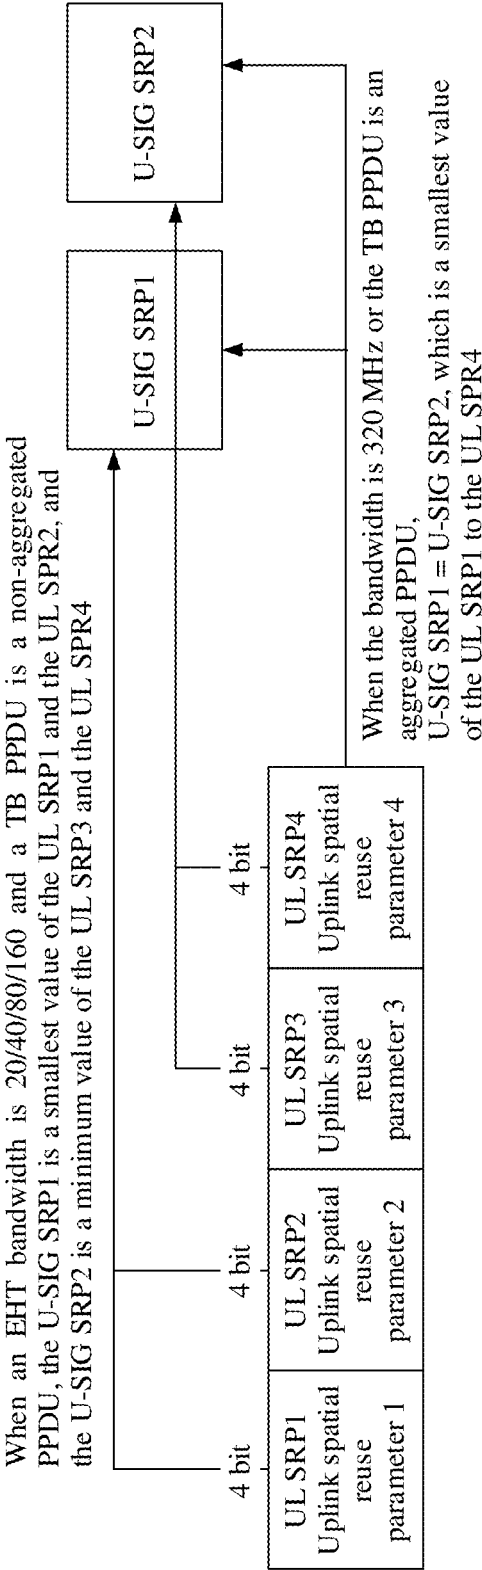 When an EHT bandwidth is 20/40/80/160 and a TB PPDU is a non-aggregated
PPDU, the U-SIG SRP1 is a smallest value of the UL SRP1 and the UL SPR2, and
the U-SIG SRP2 is a minimum value of the UL SRP3 and the UL SPR4
U-SIG SRP1
U-SIG SRP2
4 bit
4 bit
4 bit
4 bit
UL SRP1
Uplink spatial
reuse
parameter 1
UL SRP2
Uplink spatial
reuse
parameter 2
UL SRP3
Uplink spatial
reuse
parameter 3
UL SRP4
Uplink spatial
reuse
parameter 4
When the bandwidth is 320 MHz or the TB PPDU is an
aggregated PPDU,
U-SIG SRP1 = U-SIG SRP2, which is a smallest value
of the UL SRP1 to the UL SPR4